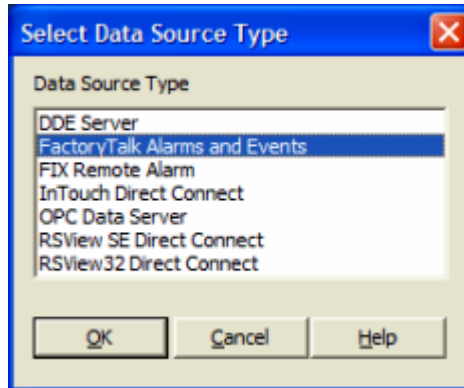 Select Data Source Type
Data Source Type
DDE Server
FactoryTalk Alarms and Events
FIX Remote Alarm
InTouch Direct Connect
OPC Data Server
RSView SE Direct Connect
RSView32 Direct Connect
OK
Cancel
Help